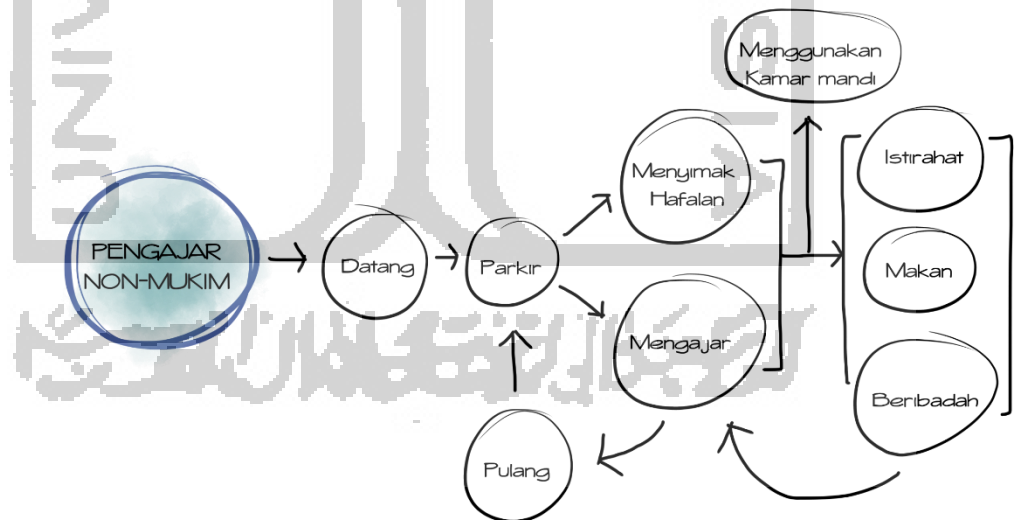 PENGAJAR
NON-MUKIM
Datang
Parkir
Menyimak
Hafalan
Mengajar
Pulang
Menggunakan
Kamar mandi
Istirahat
Makan
Beribadah